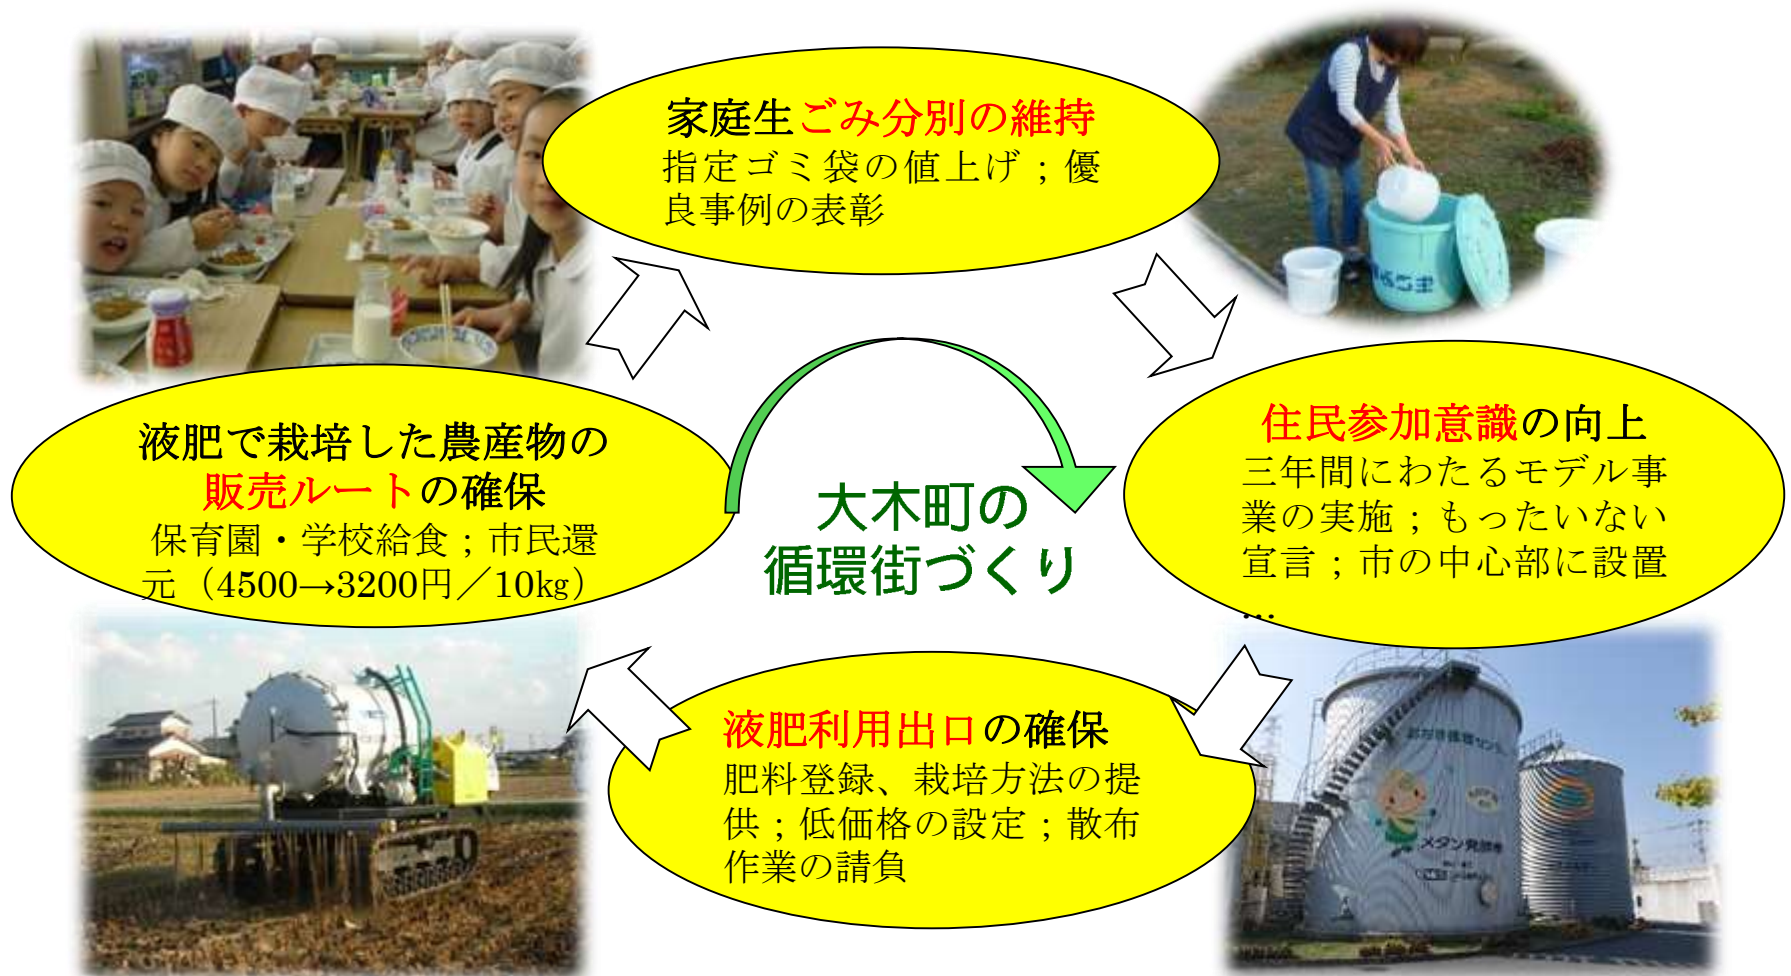 家庭生ごみ分別の維持
指定ゴミ袋の値上げ；優
良事例の表彰
住民参加意識の向上
三年間にわたるモデル事
業の実施；もったいない
宣言；市の中心部に設置
…
液肥利用出口の確保
肥料登録、栽培方法の提
供；低価格の設定；散布
作業の請負
液肥で栽培した農産物の
販売ルートの確保
保育園・学校給食；市民還
元（4500→3200円／10㎏）
大木町の
循環街づくり
メタン発酵槽